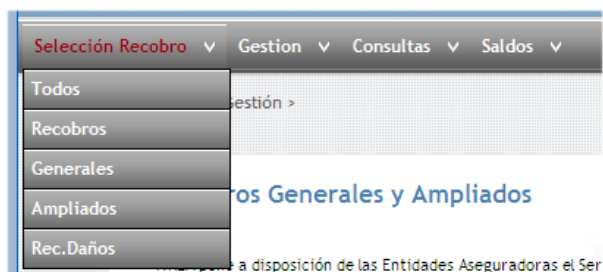 Selección Recobro Gestion Consultas Saldos
Todos
Gestión >
Recobros
Generales
ros Generales y Ampliados
Ampliados
Rec.Daños
pone a disposición de las Entidades Aseguradoras el Ser